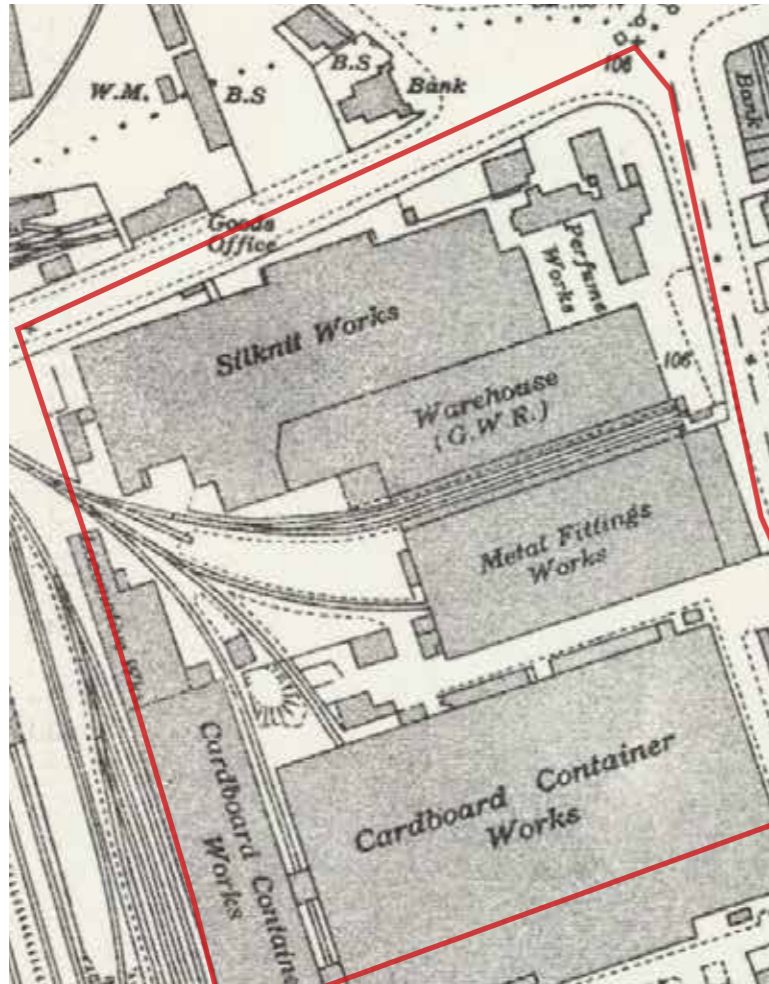 106
B.S
Bank
W.M.
B.S
Bank
Goods
Office
Perfume
Works
Silknit Works
106
Warehouse
(G.W.R.)
Metal Fittings
Works
Cardboard Container
Works
Cardboard Containe
Works